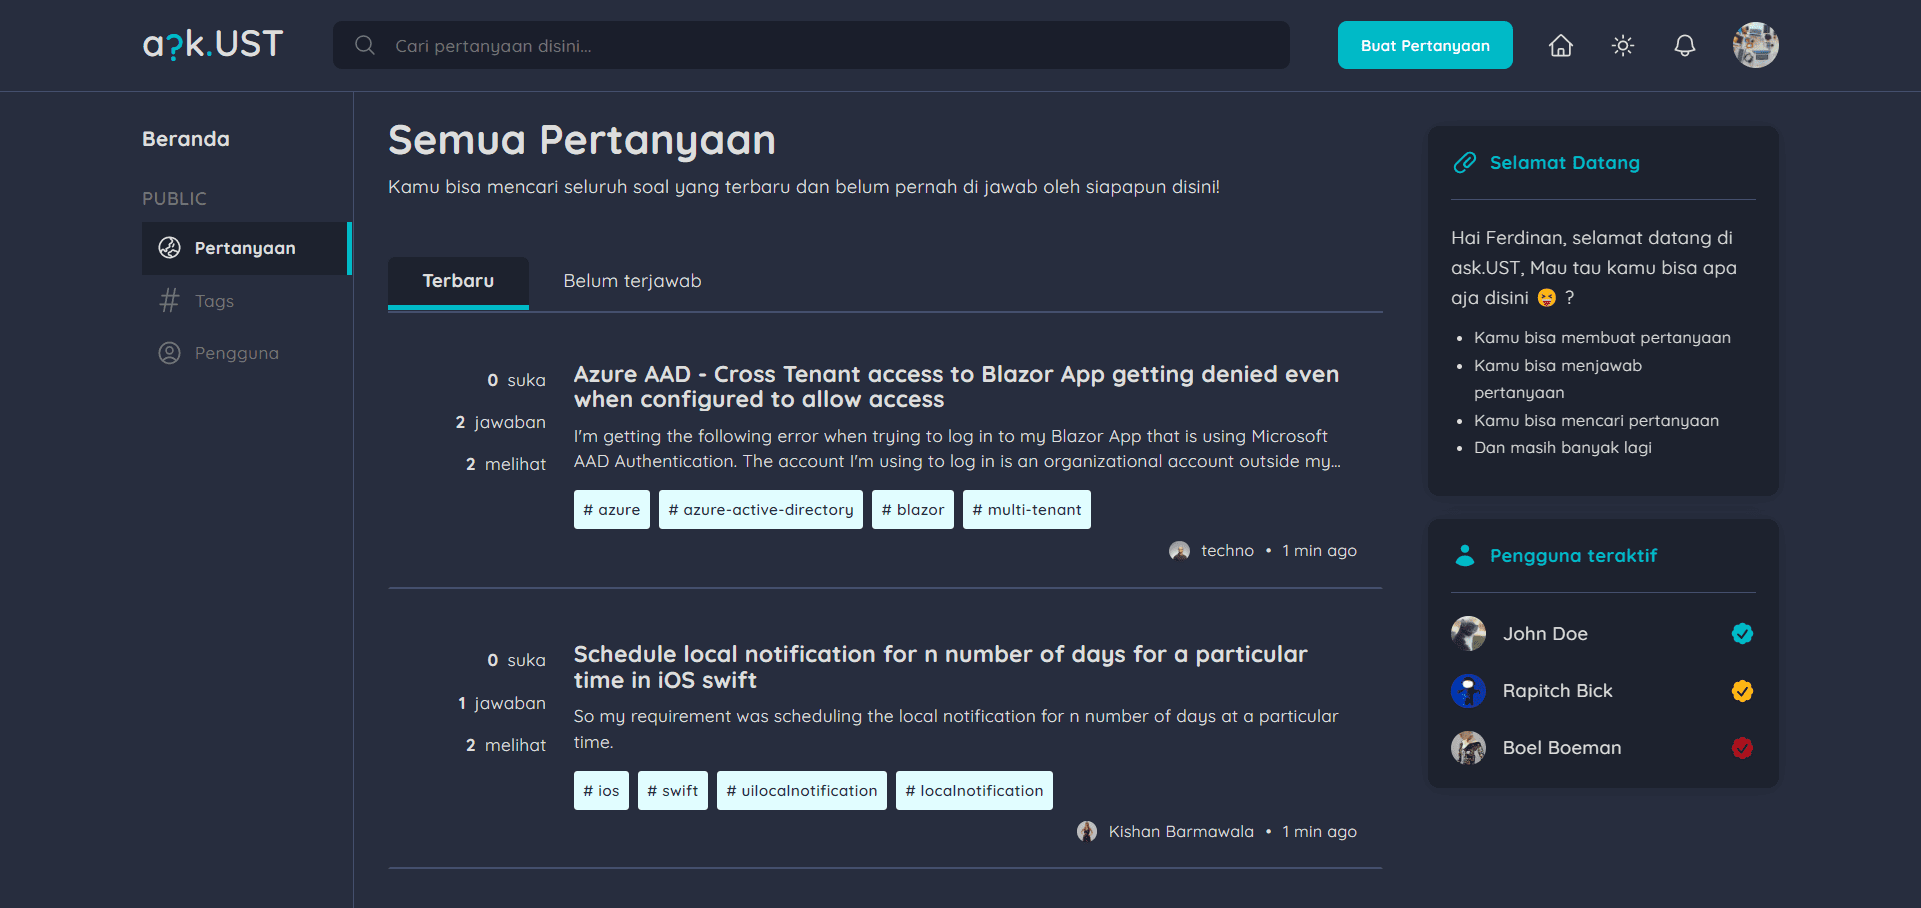 a?k.UST
Cari pertanyaan disini...
Buat Pertanyaan
Beranda
PUBLIC
Pertanyaan
Tags
Pengguna
Semua Pertanyaan
Kamu bisa mencari seluruh soal yang terbaru dan belum pernah di jawab oleh siapapun disini!
Terbaru
Belum terjawab
0 suka
2 jawaban
2 melihat
Azure AAD - Cross Tenant access to Blazor App getting denied even
when configured to allow access
I'm getting the following error when trying to log in to my Blazor App that is using Microsoft
AAD Authentication. The account I'm using to log in is an organizational account outside my...
# azure
# azure-active-directory
# blazor
# multi-tenant
techno • 1 min ago
0 suka
1 jawaban
2 melihat
Schedule local notification for n number of days for a particular
time in iOS swift
So my requirement was scheduling the local notification for n number of days at a particular
time.
# ios
# swift
# uilocalnotification
# localnotification
Kishan Barmawala • 1 min ago
Selamat Datang
Hai Ferdinan, selamat datang di
ask.UST, Mau tau kamu bisa apa
aja disini 😝 ?
• Kamu bisa membuat pertanyaan
• Kamu bisa menjawab
pertanyaan
• Kamu bisa mencari pertanyaan
• Dan masih banyak lagi
Pengguna teraktif
John Doe
Rapitch Bick
Boel Boeman